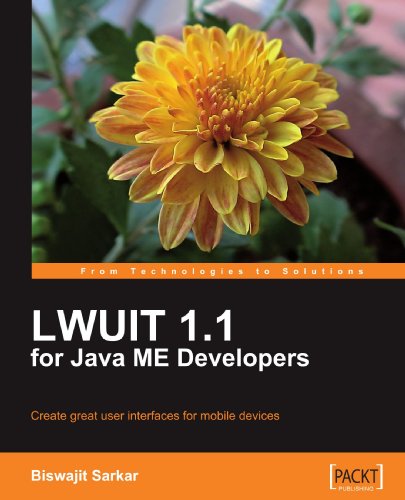 From Technologies to Solutions
LWUIT 1.1
for Java ME Developers
Create great user interfaces for mobile devices
Biswajit Sarkar
[PACKT]
PUBLISHING